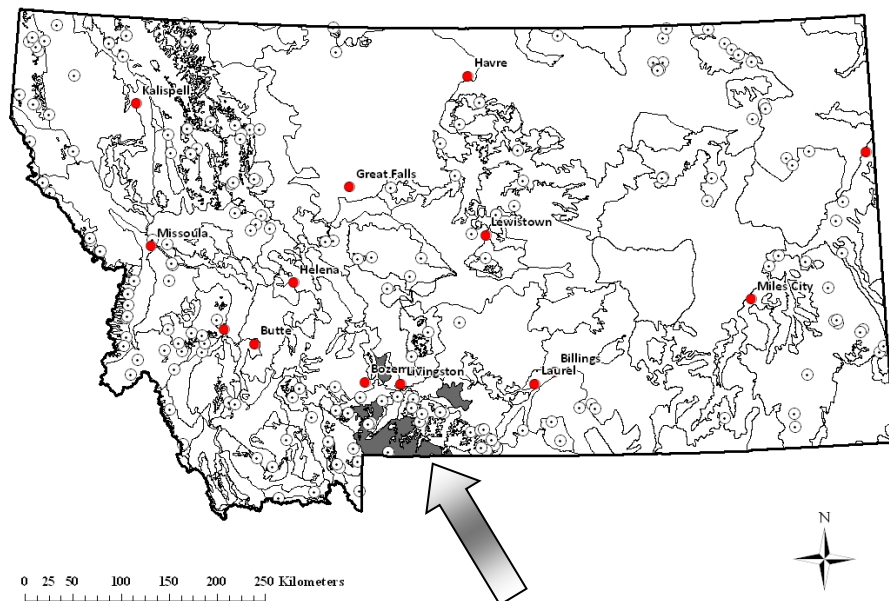 Havre
Kalispell
Great Falls
Lewistown
Missoula
Helena
Miles City
Butte
Billings
Bozem
Livingston
Laurel
N
0 25 50 100 150 200 250 Kilometers